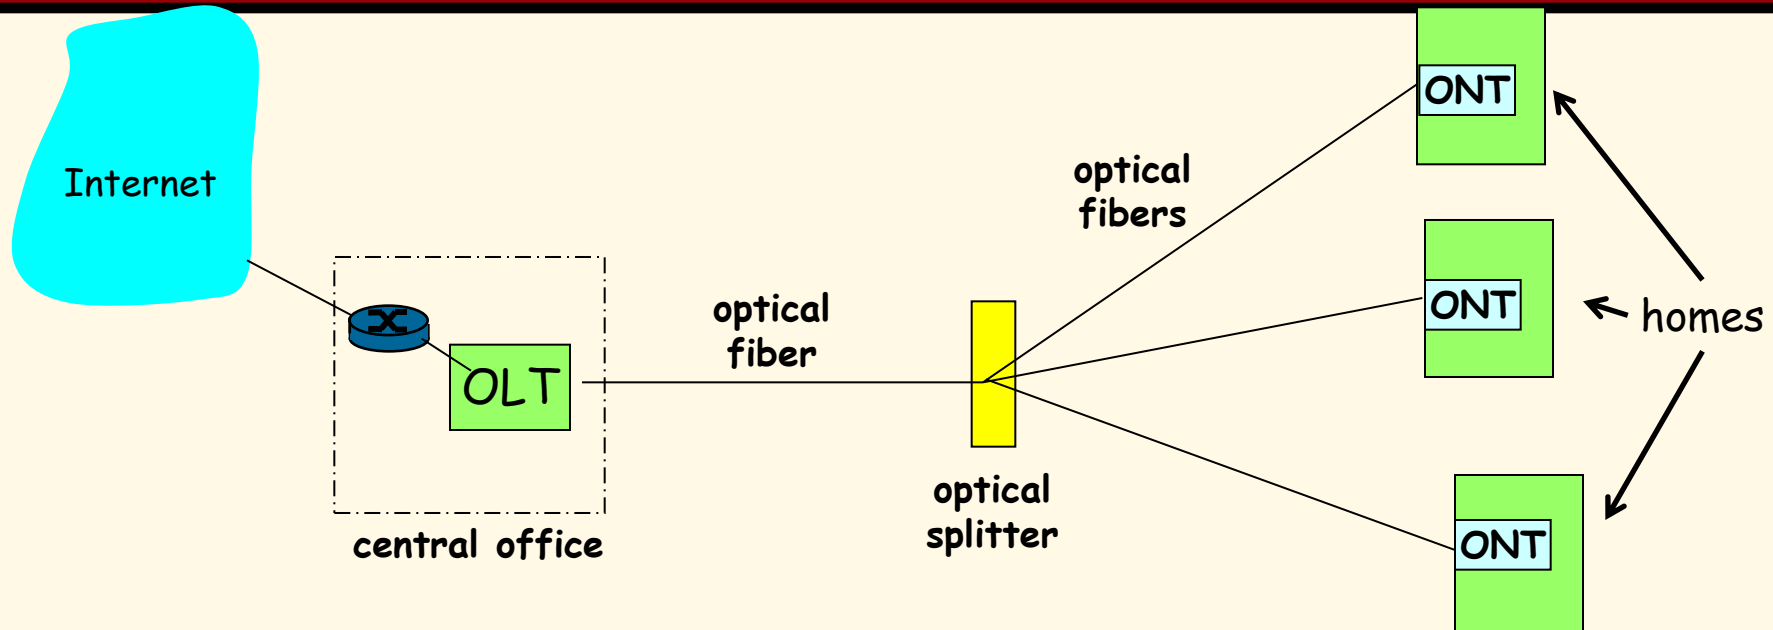 Internet
OLT
central office
optical
fiber
optical
splitter
optical
fibers
ONT
ONT
ONT
homes